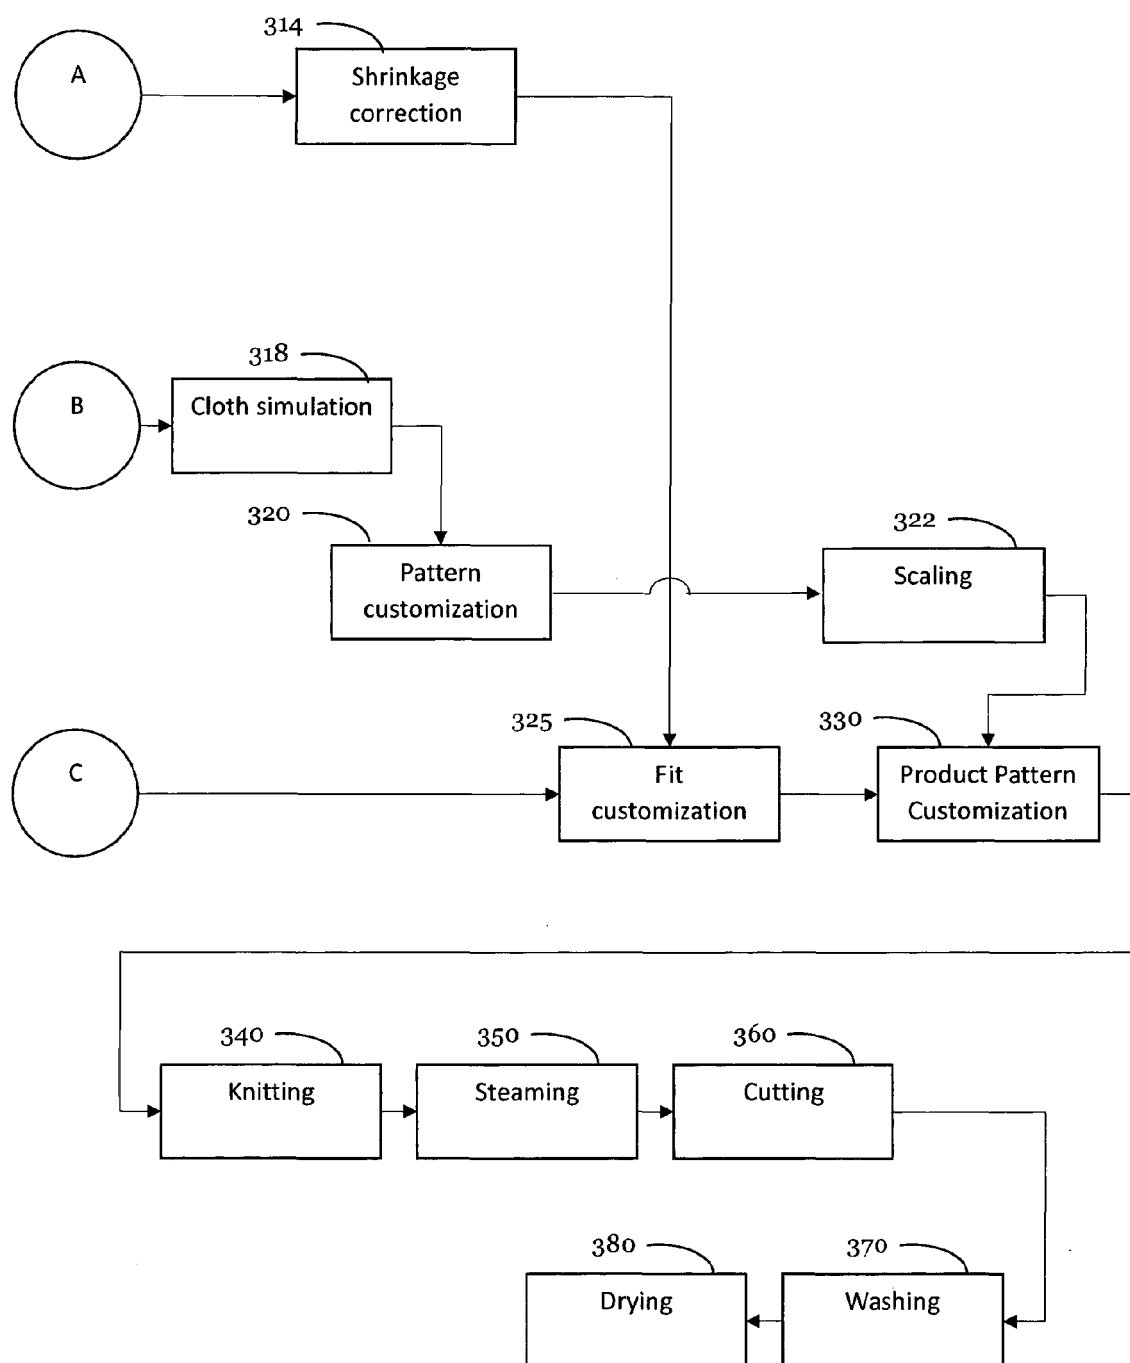 314
A
Shrinkage
correction
318
B
Cloth simulation
320
Pattern
customization
322
Scaling
325
330
C
Fit
customization
Product Pattern
Customization
340
350
360
Knitting
Steaming
Cutting
380
370
Drying
Washing